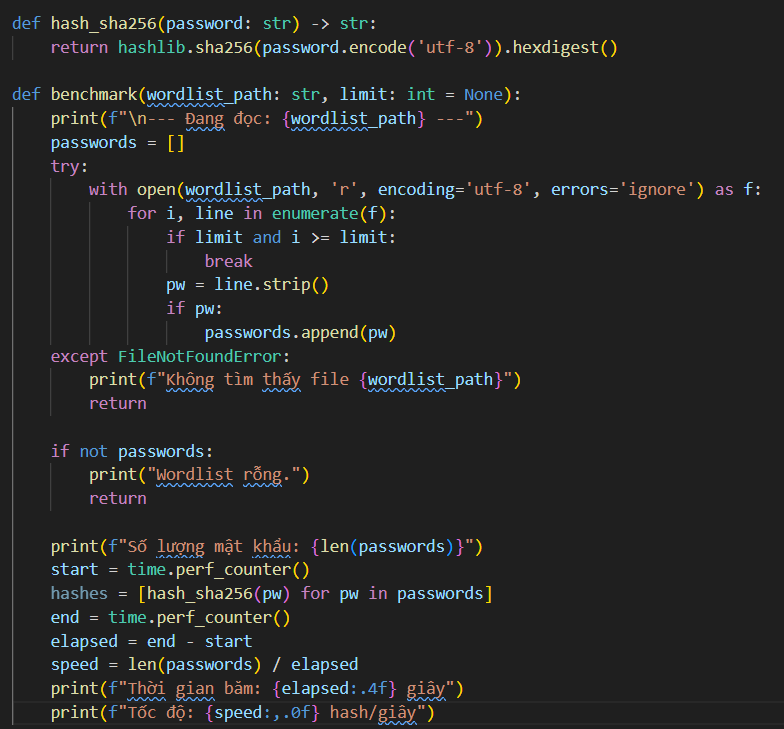 def hash_sha256(password: str) -> str:
    return hashlib.sha256(password.encode('utf-8')).hexdigest()

def benchmark(wordlist_path: str, limit: int = None):
    print(f"\n--- Đang đọc: {wordlist_path} ---")
    passwords = []
    try:
        with open(wordlist_path, 'r', encoding='utf-8', errors='ignore') as f:
            for i, line in enumerate(f):
                if limit and i >= limit:
                    break
                pw = line.strip()
                if pw:
                    passwords.append(pw)
    except FileNotFoundError:
        print(f"Không tìm thấy file {wordlist_path}")
        return

    if not passwords:
        print("Wordlist rỗng.")
        return

    print(f"Số lượng mật khẩu: {len(passwords)}")
    start = time.perf_counter()
    hashes = [hash_sha256(pw) for pw in passwords]
    end = time.perf_counter()
    elapsed = end - start
    speed = len(passwords) / elapsed
    print(f"Thời gian băm: {elapsed:.4f} giây")
    print(f"Tốc độ: {speed:,.0f} hash/giây")